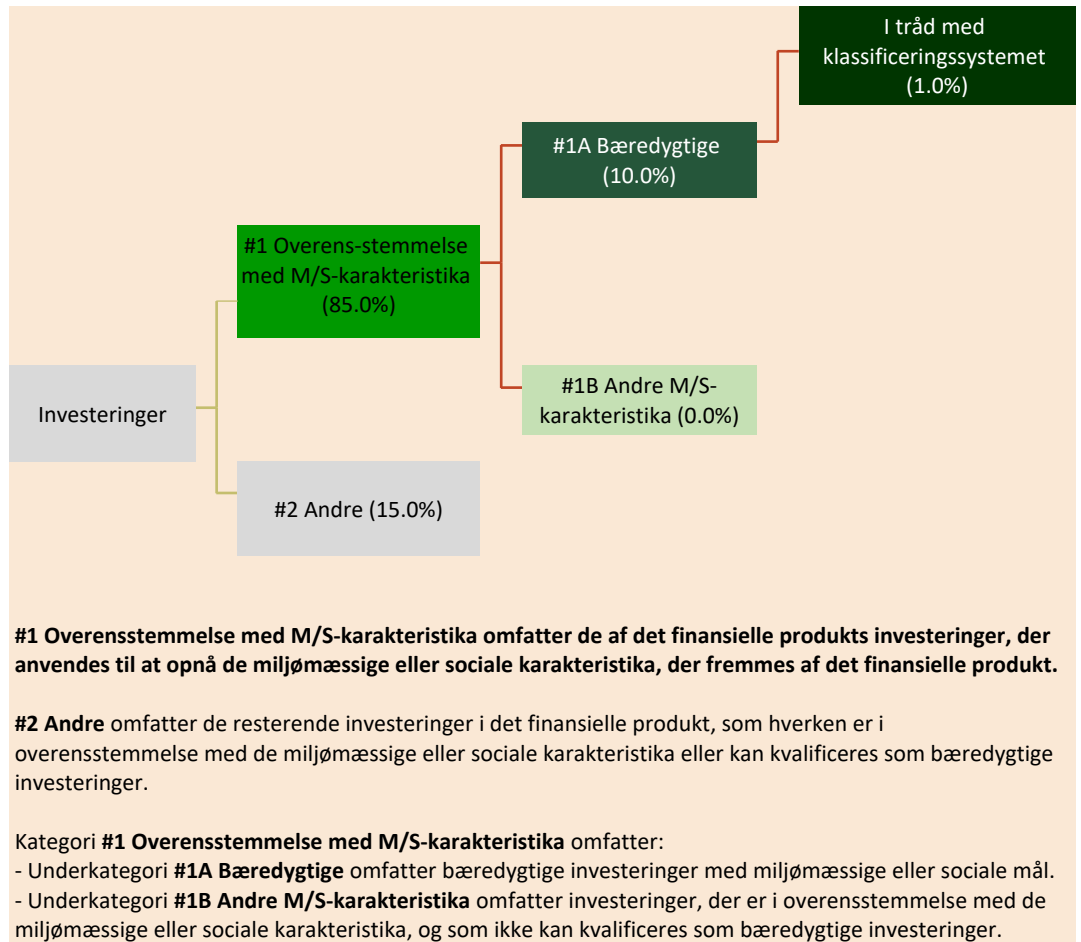 I tråd med
klassificeringssystemet
(1.0%)
#1A Bæredygtige
(10.0%)
#1 Overens-stemmelse
med M/S-karakteristika
(85.0%)
#1B Andre M/S-
karakteristika (0.0%)
Investeringer
#2 Andre (15.0%)
#1 Overensstemmelse med M/S-karakteristika omfatter de af det finansielle produkts investeringer, der
anvendes til at opnå de miljømæssige eller sociale karakteristika, der fremmes af det finansielle produkt.
#2 Andre omfatter de resterende investeringer i det finansielle produkt, som hverken er i
overensstemmelse med de miljømæssige eller sociale karakteristika eller kan kvalificeres som bæredygtige
investeringer.
Kategori #1 Overensstemmelse med M/S-karakteristika omfatter:
- Underkategori #1A Bæredygtige omfatter bæredygtige investeringer med miljømæssige eller sociale mål.
- Underkategori #1B Andre M/S-karakteristika omfatter investeringer, der er i overensstemmelse med de
miljømæssige eller sociale karakteristika, og som ikke kan kvalificeres som bæredygtige investeringer.